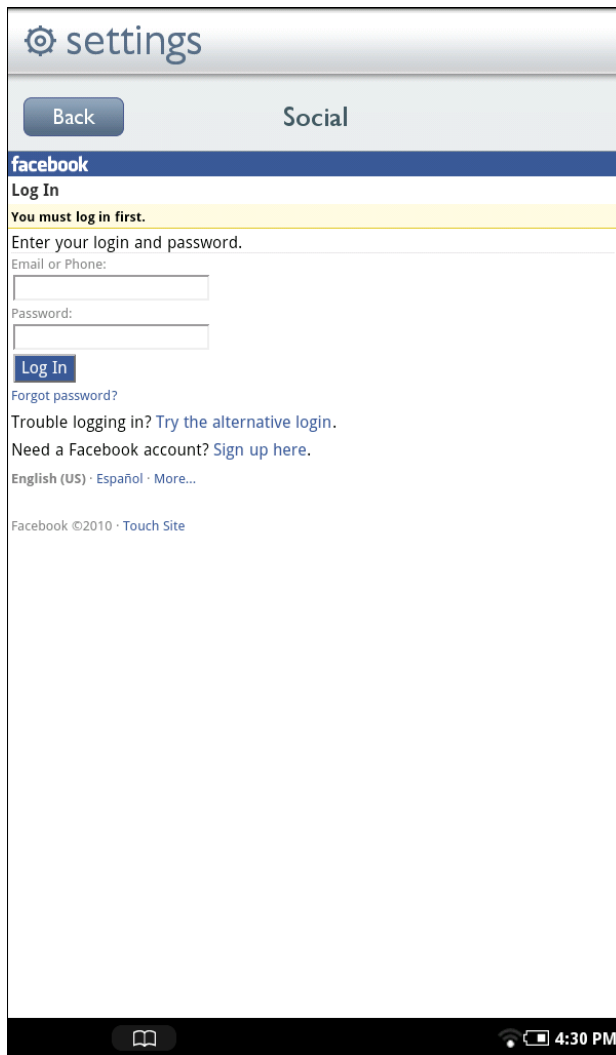 settings
Back
Social
facebook
Log In
You must log in first.
Enter your login and password.
Email or Phone:
Password:
Log In
Forgot password?
Trouble logging in? Try the alternative login.
Need a Facebook account? Sign up here.
English (US) · Español · More...
Facebook ©2010 · Touch Site
4:30 PM